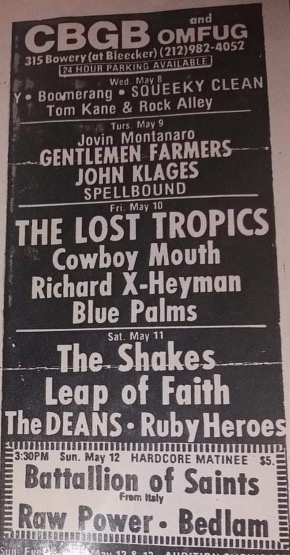 CBGB and OMFUG
315 Bowery (at Bleecker) (212) 982-4052
24 HOUR PARKING AVAILABLE
Wed. May 8
Y • Boomerang • SQUEEKY CLEAN
Tom Kane & Rock Alley
Turs. May 9
Jovin Montanaro
GENTLEMEN FARMERS
JOHN KLAGES
SPELLBOUND
Fri. May 10
THE LOST TROPICS
Cowboy Mouth
Richard X-Heyman
Blue Palms
Sat. May 11
The Shakes
Leap of Faith
The DEANS • Ruby Heroes
3:30PM Sun. May 12 HARDCORE MATINEE $5.
Battallion of Saints
From Italy
Raw Power • Bedlam
May 12 &